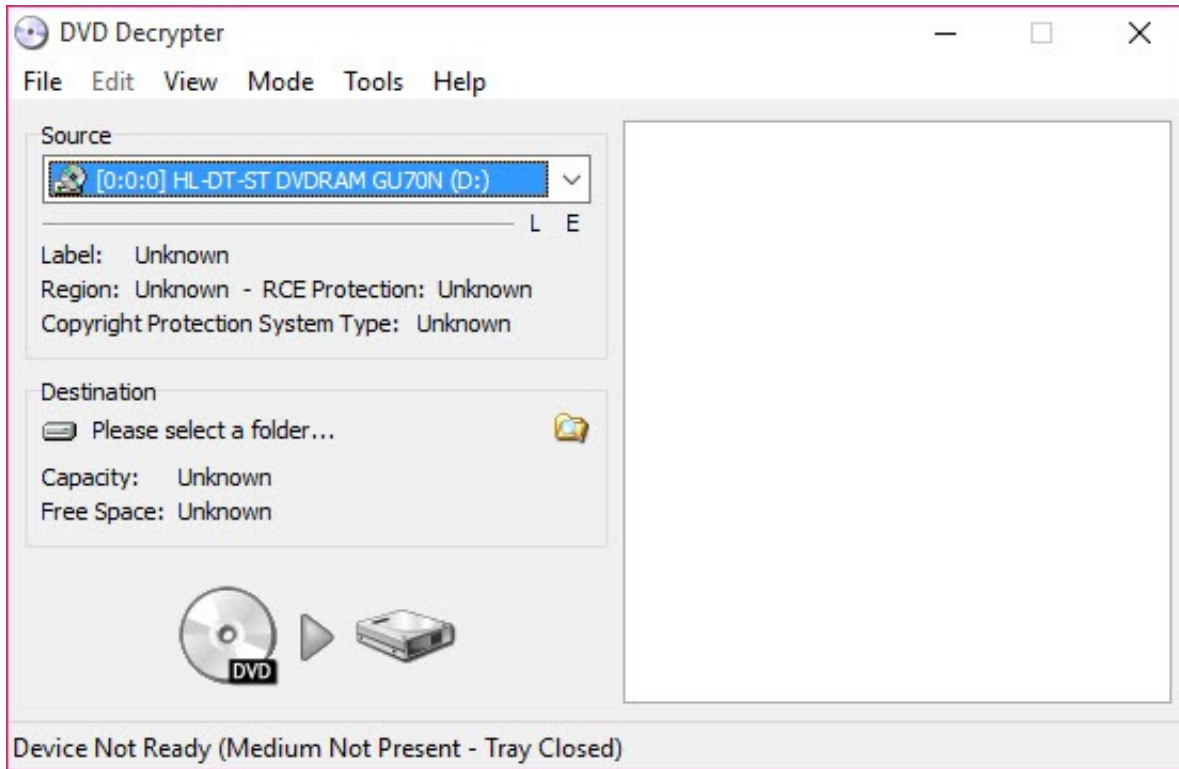 DVD Decrypter
File Edit View Mode Tools Help
Source
[0:0:0] HL-DT-ST DVDRAM GU70N (D:)
L E
Label: Unknown
Region: Unknown - RCE Protection: Unknown
Copyright Protection System Type: Unknown
Destination
Please select a folder...
Capacity: Unknown
Free Space: Unknown
DVD
Device Not Ready (Medium Not Present - Tray Closed)